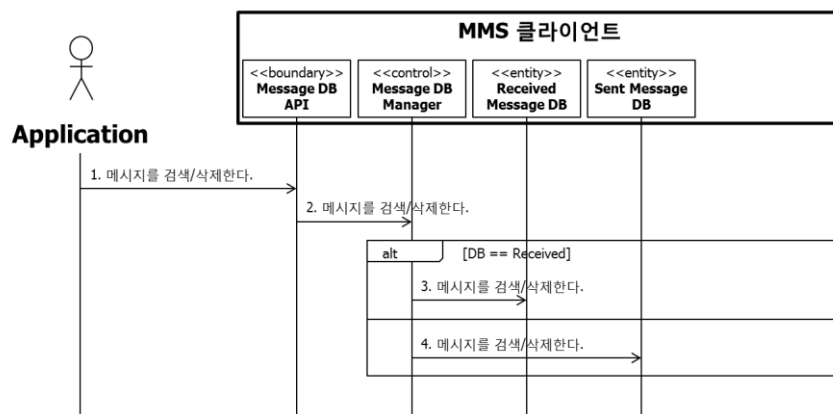 MMS 클라이언트
<<boundary>>
Message DB
API
<<control>>
Message DB
Manager
<<entity>>
Received
Message DB
<<entity>>
Sent Message
DB
Application
1. 메시지를 검색/삭제한다.
2. 메시지를 검색/삭제한다.
alt
[DB == Received]
3. 메시지를 검색/삭제한다.
4. 메시지를 검색/삭제한다.